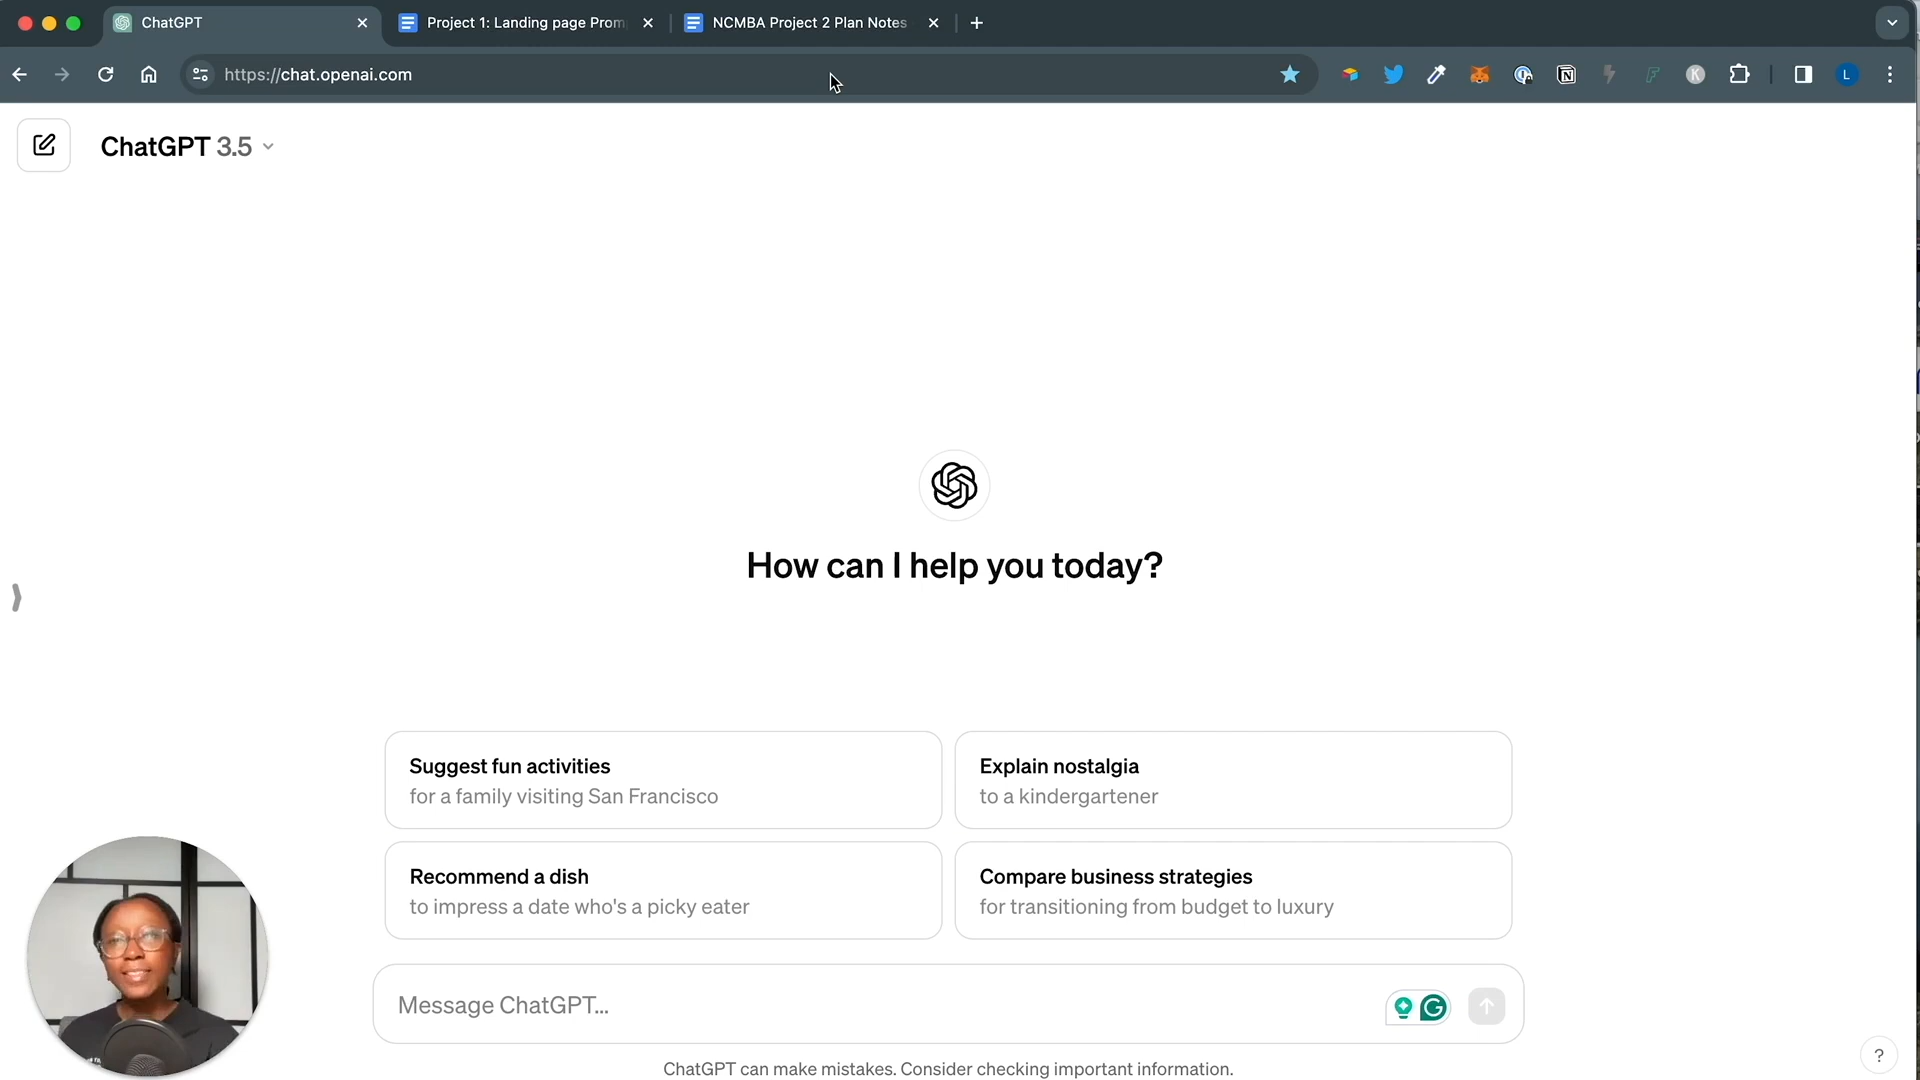 ChatGPT
Project 1: Landing page Prom
NCMBA Project 2 Plan Notes
https://chat.openai.com
L
K
ChatGPT 3.5
How can I help you today?
Suggest fun activities
for a family visiting San Francisco
Explain nostalgia
to a kindergartener
Recommend a dish
to impress a date who's a picky eater
Compare business strategies
for transitioning from budget to luxury
Message ChatGPT...
ChatGPT can make mistakes. Consider checking important information.
?